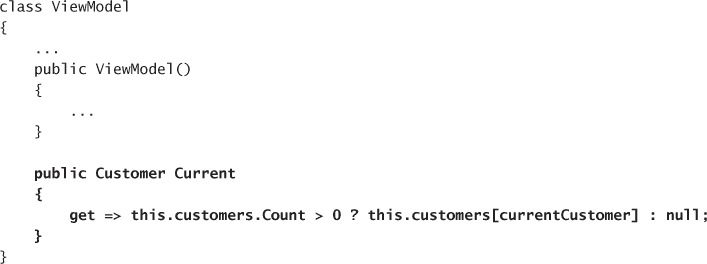 class ViewModel
{
    ...
    public ViewModel()
    {
        ...
    }

    public Customer Current
    {
        get => this.customers.Count > 0 ? this.customers[currentCustomer] : null;
    }
}